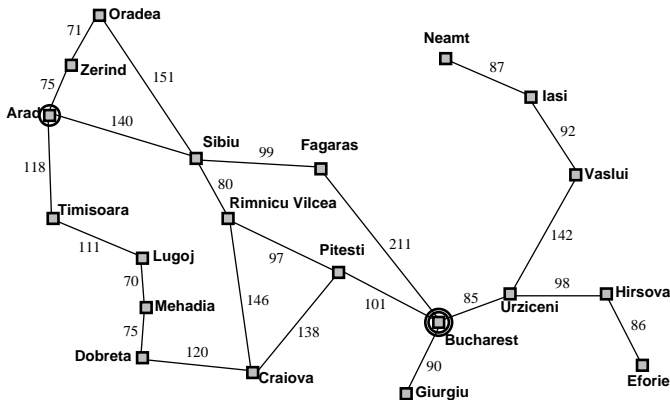 Oradea
71
Neamt
87
Zerind
151
75
Iasi
Arad
140
92
Sibiu
99
Fagaras
118
80
Vaslui
Rimnicu Vilcea
Timisoara
111
211
142
Lugoj
97
Pitesti
70
98
Hirsova
146
101
85
Urziceni
Mehadia
138
86
75
Bucharest
120
90
Dobreta
Craiova
Eforie
Giurgiu